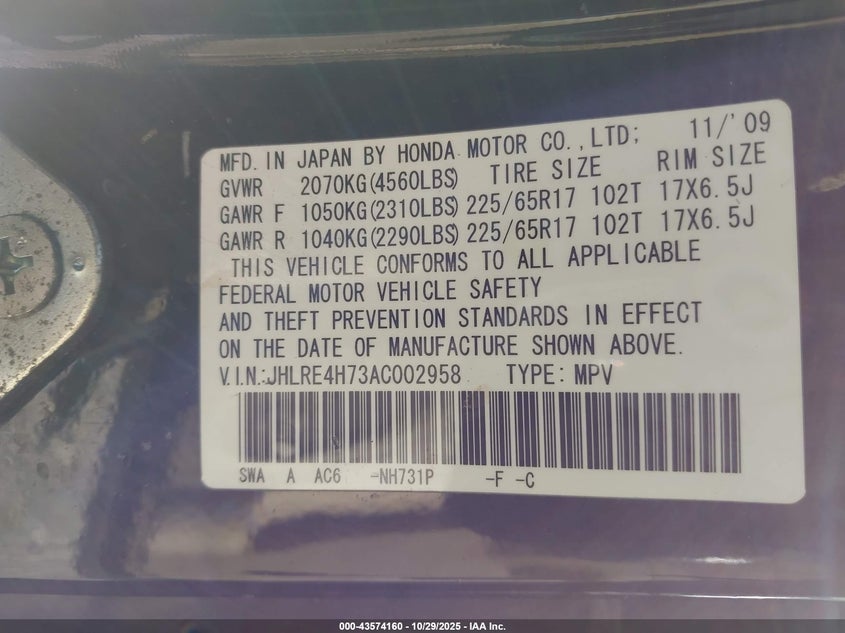 MFD. IN JAPAN BY HONDA MOTOR CO.,LTD; 11/'09
GVWR 2070KG(4560LBS) TIRE SIZE RIM SIZE
GAWR F 1050KG(2310LBS) 225/65R17 102T 17X6.5J
GAWR R 1040KG(2290LBS) 225/65R17 102T 17X6.5J
THIS VEHICLE CONFORMS TO ALL APPLICABLE
FEDERAL MOTOR VEHICLE SAFETY
AND THEFT PREVENTION STANDARDS IN EFFECT
ON THE DATE OF MANUFACTURE SHOWN ABOVE.
V.I.N.:JHLRE4H73AC002958 TYPE: MPV
SWA A AC6 -NH731P -F -C
000-43574160 - 10/29/2025 - IAA Inc.